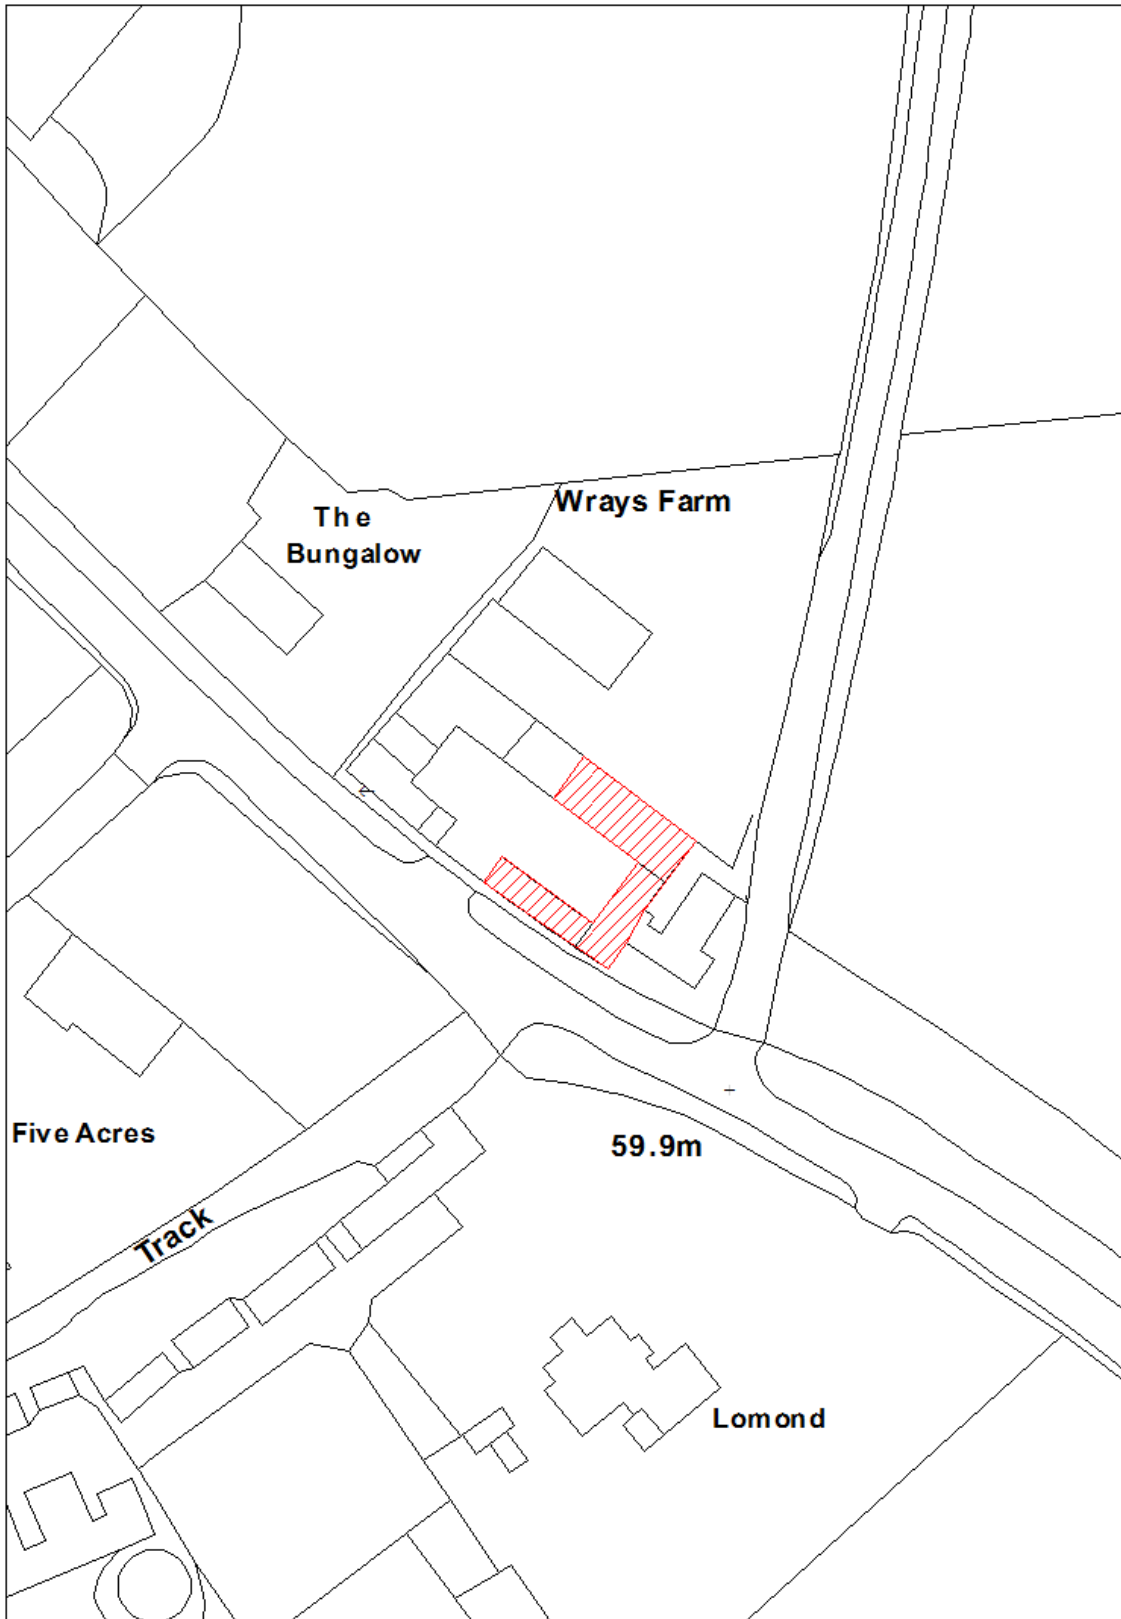 Wrays Farm
The
Bungalow
Five Acres
59.9m
Track
Lomond